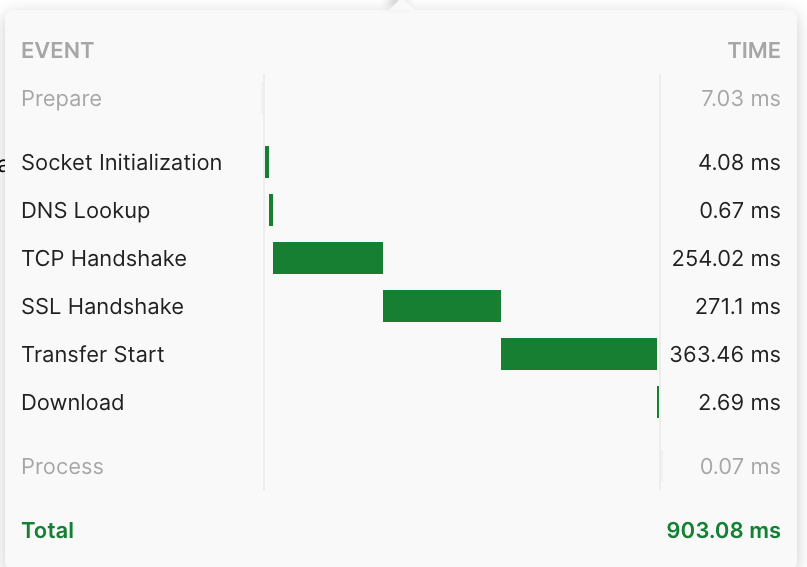 EVENT TIME
Prepare 7.03 ms
a
Socket Initialization 4.08 ms
DNS Lookup 0.67 ms
TCP Handshake 254.02 ms
SSL Handshake 271.1 ms
Transfer Start 363.46 ms
Download 2.69 ms
Process 0.07 ms
Total 903.08 ms